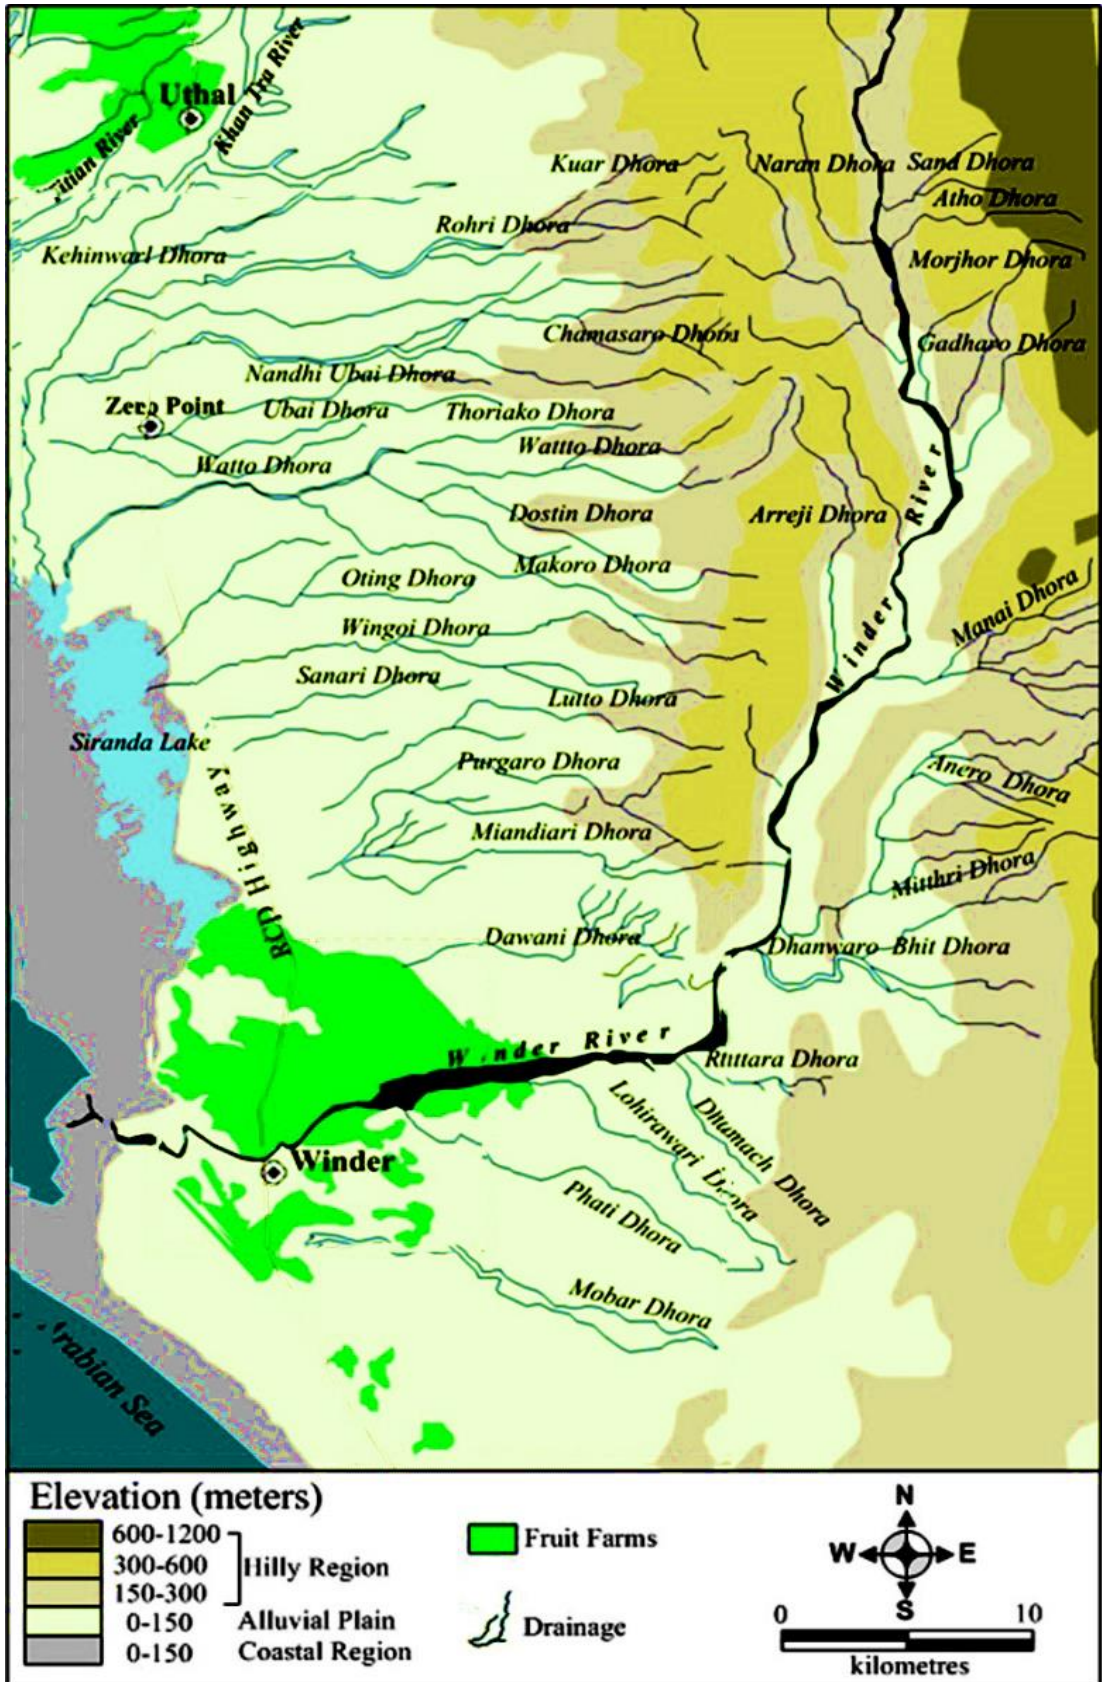 Uthal
Khan Tra River
Kuar Dhora
Naran Dhora
Sand Dhora
Atho Dhora
Rohri Dhora
Kehinwarl Dhora
Morjhor Dhora
Chamasaro Dhora
Gadharo Dhora
Nandhi Ubai Dhora
Zero Point
Ubai Dhora
Thoriako Dhora
Wattto Dhora
Watto Dhora
Winder River
Dostin Dhora
Arreji Dhora
Makoro Dhora
Oting Dhora
Manai Dhora
Wingoi Dhora
Winder
Sanari Dhora
Lutto Dhora
Siranda Lake
Purgaro Dhora
Anero Dhora
RCD Highway
Miandiari Dhora
Mitthri Dhora
Dawani Dhora
Dhanwaro Bhit Dhora
Winder River
Dhora
Lohirawari Dhora
Dhumach Dhora
Winder
Phati Dhora
Mobar Dhora
Arabian Sea
Elevation (meters)
600-1200
300-600
Hilly Region
150-300
0-150 Alluvial Plain
0-150 Coastal Region
Fruit Farms
Drainage
N
W E
S
0 10
kilometres